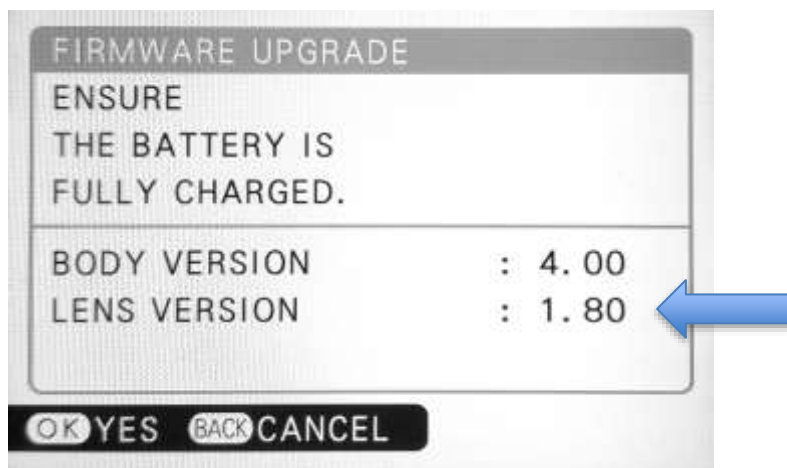 FIRMWARE UPGRADE
ENSURE
THE BATTERY IS
FULLY CHARGED.
BODY VERSION : 4.00
LENS VERSION : 1.80
OK YES BACK CANCEL